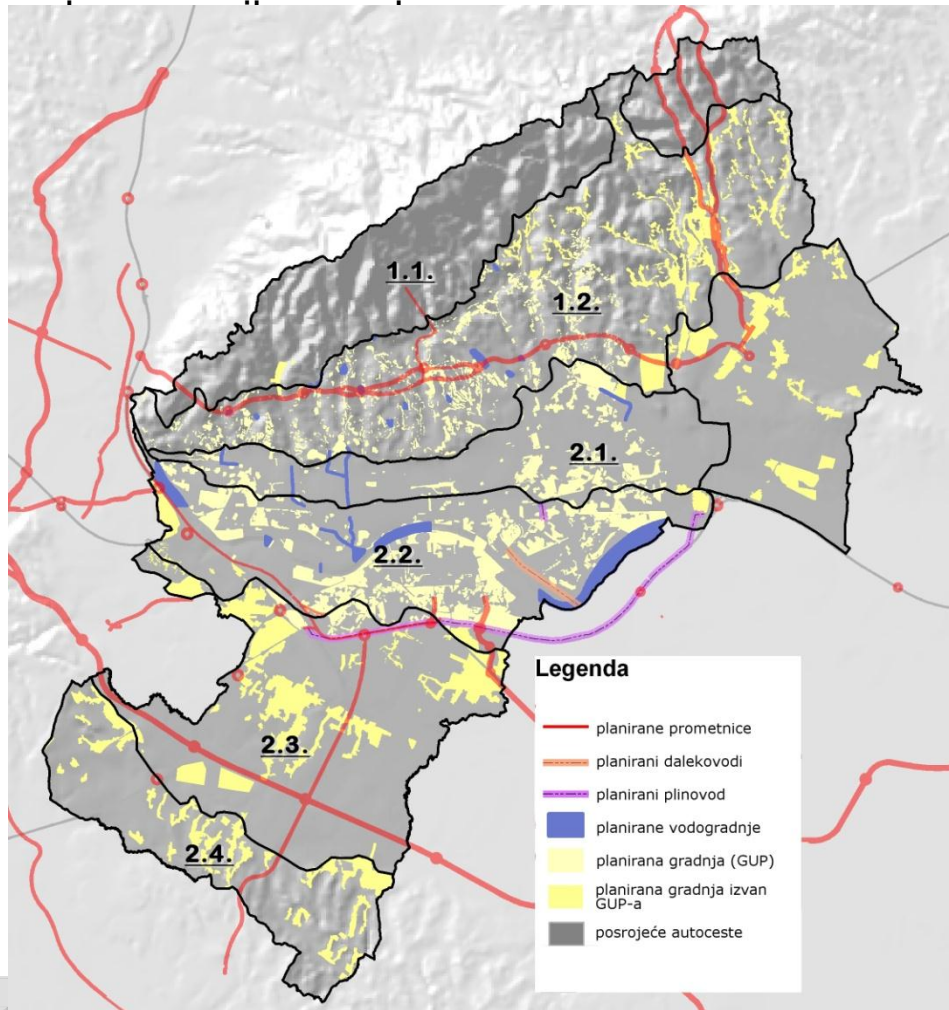 1.1.
1.2.
2.1.
2.2.
2.3.
2.4.
Legenda
planirane prometnice
planirani dalekovodi
planirani plinovod
planirane vodogradnje
planirana gradnja (GUP)
planirana gradnja izvan
GUP-a
posrojeće autoceste